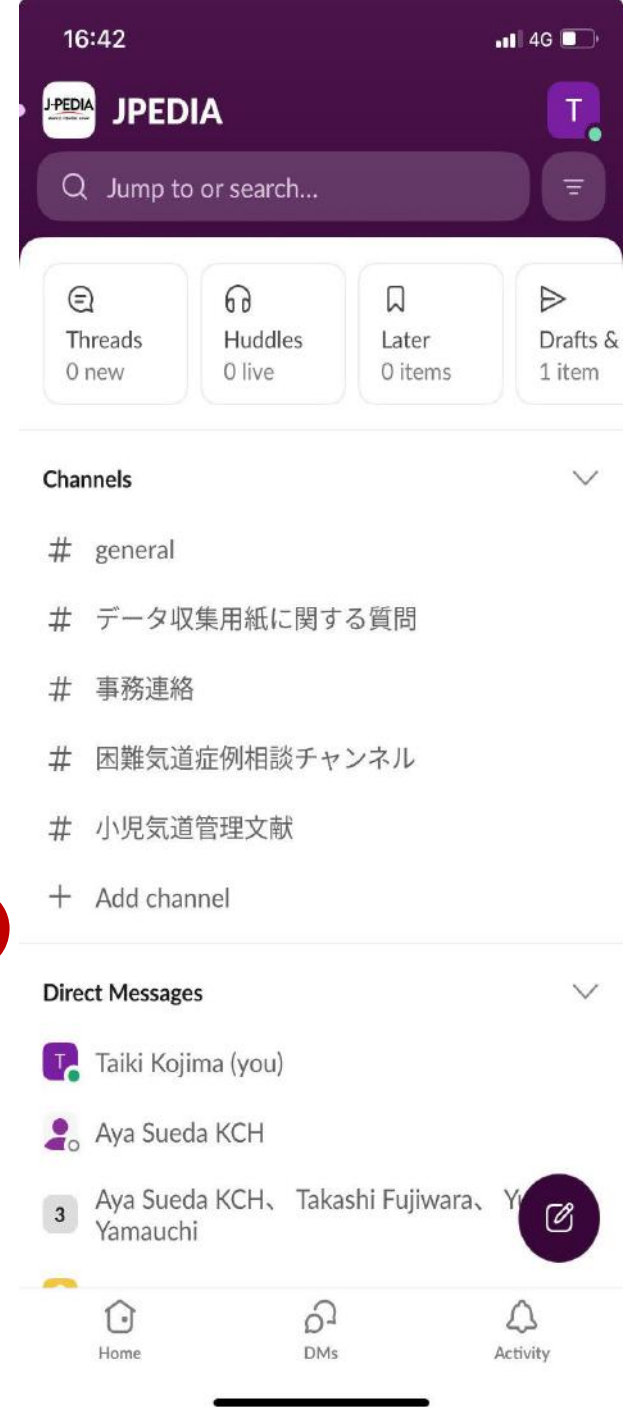 16:42
4G
J-PEDIA
JPEDIA
T
Jump to or search...
Threads
0 new
Huddles
0 live
Later
0 items
Drafts &
1 item
Channels
# general
# データ収集用紙に関する質問
# 事務連絡
# 困難気道症例相談チャンネル
# 小児気道管理文献
+ Add channel
Direct Messages
T
Taiki Kojima (you)
Aya Sueda KCH
3
Aya Sueda KCH、 Takashi Fujiwara、
Yamauchi
Home
DMs
Activity